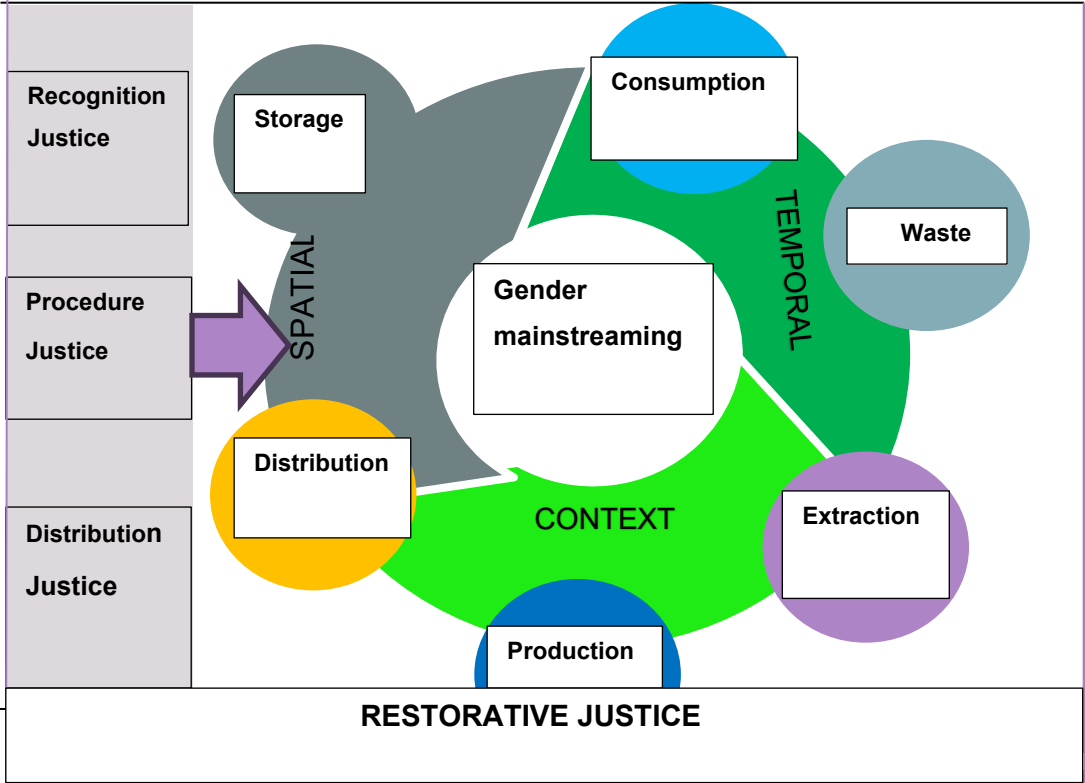 Recognition
Justice
Procedure
Justice
Distribution
Justice
Storage
Consumption
Waste
SPATIAL
TEMPORAL
Gender
mainstreaming
Distribution
CONTEXT
Extraction
Production
RESTORATIVE JUSTICE